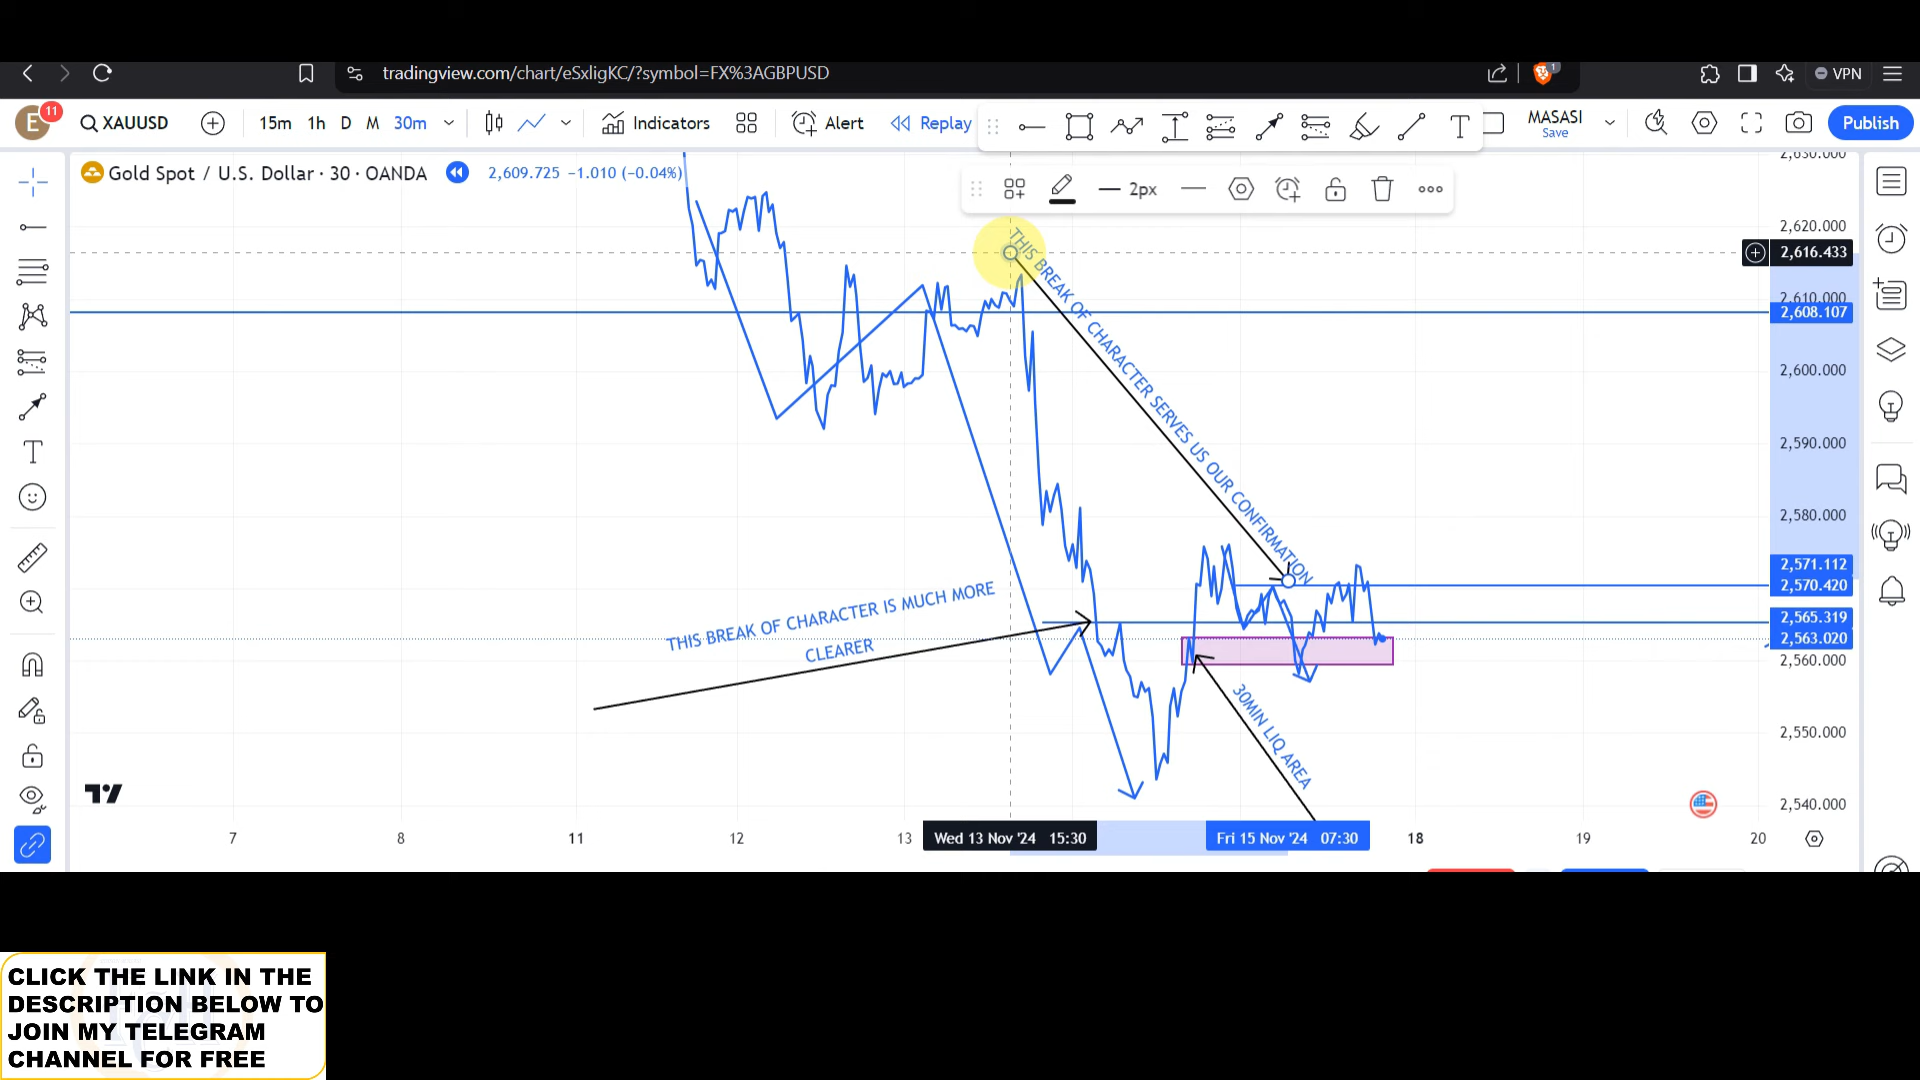 tradingview.com/chart/eSxligKC/?symbol=FX%3AGBPUSD
1
VPN
E
11
XAUUSD
15m 1h D M 30m
Indicators
Alert
Replay
MASASI
Save
Publish
Gold Spot / U.S. Dollar · 30 · OANDA
2,609.725 −1.010 (−0.04%)
2px
2,630.000
2,620.000
2,616.433
2,610.000
2,608.107
2,600.000
2,590.000
2,580.000
2,571.112
2,570.420
2,565.319
2,563.020
2,560.000
2,550.000
2,540.000
THIS BREAK OF CHARACTER SERVES US OUR CONFIRMATION
THIS BREAK OF CHARACTER IS MUCH MORE
CLEARER
30MIN LIQ AREA
7 8 11 12 13 Wed 13 Nov '24 15:30 Fri 15 Nov '24 07:30 18 19 20
CLICK THE LINK IN THE
DESCRIPTION BELOW TO
JOIN MY TELEGRAM
CHANNEL FOR FREE